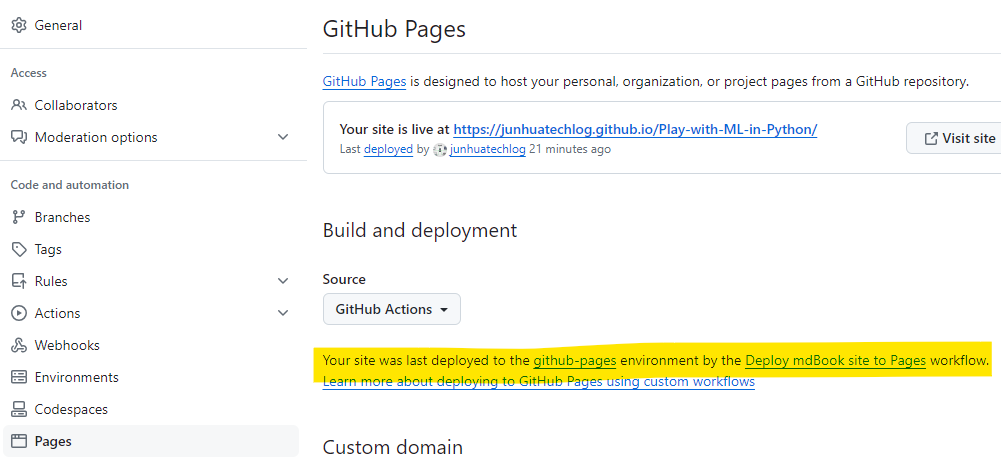 General
Access
Collaborators
Moderation options
Code and automation
Branches
Tags
Rules
Actions
Webhooks
Environments
Codespaces
Pages
GitHub Pages
GitHub Pages is designed to host your personal, organization, or project pages from a GitHub repository.
Your site is live at https://junhuatechlog.github.io/Play-with-ML-in-Python/
Last deployed by junhuatechlog 21 minutes ago
Visit site
Build and deployment
Source
GitHub Actions
Your site was last deployed to the github-pages environment by the Deploy mdBook site to Pages workflow.
Learn more about deploying to GitHub Pages using custom workflows
Custom domain